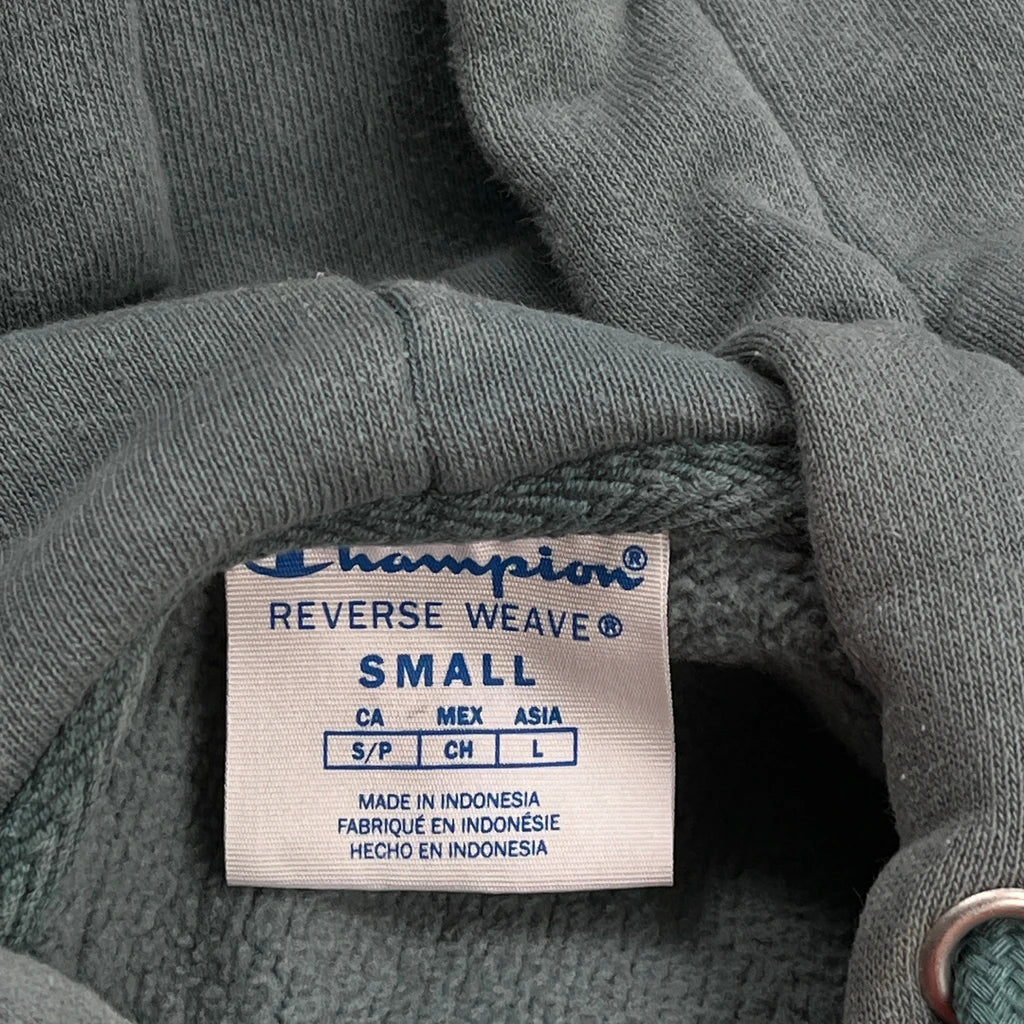 Champion®
REVERSE WEAVE®
SMALL
CA MEX ASIA
S/P CH L
MADE IN INDONESIA
FABRIQUÉ EN INDONÉSIE
HECHO EN INDONESIA